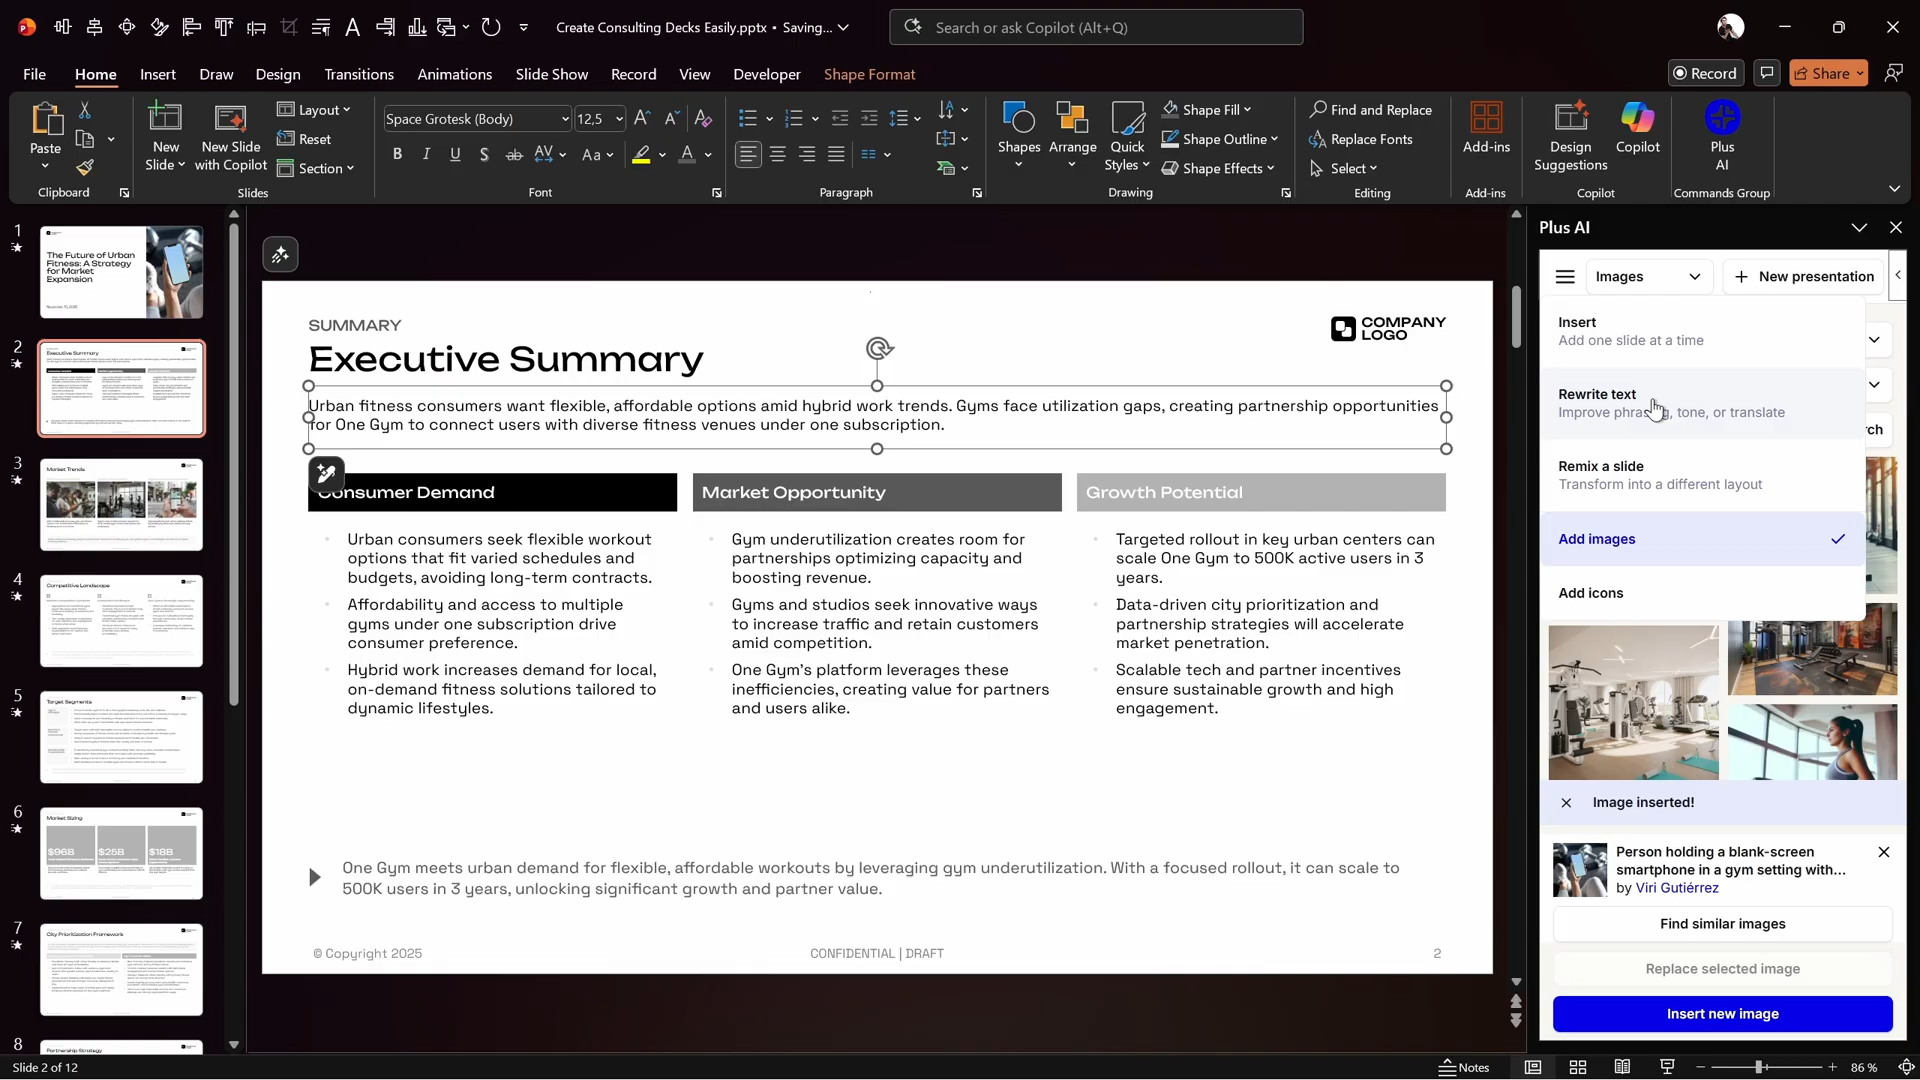 Create Consulting Decks Easily.pptx • Saving...
Search or ask Copilot (Alt+Q)
File
Home
Insert
Draw
Design
Transitions
Animations
Slide Show
Record
View
Developer
Shape Format
Record
Share
Paste
Clipboard
New
Slide
New Slide
with Copilot
Layout
Reset
Section
Slides
Space Grotesk (Body)
12,5
Font
Paragraph
Shapes
Arrange
Quick
Styles
Shape Fill
Shape Outline
Shape Effects
Drawing
Find and Replace
Replace Fonts
Select
Editing
Add-ins
Add-ins
Design
Suggestions
Copilot
Copilot
Plus
AI
Commands Group
1
The Future of Urban
Fitness: A Strategy
for Market
Expansion
2
Executive Summary
3
Market Trends
4
Competitive Landscape
5
Target Segments
6
Market Sizing
$96B
$25B
$18B
7
City Prioritization Framework
8
Partnership Strategy
SUMMARY
Executive Summary
COMPANY
LOGO
Urban fitness consumers want flexible, affordable options amid hybrid work trends. Gyms face utilization gaps, creating partnership opportunities
for One Gym to connect users with diverse fitness venues under one subscription.
Consumer Demand
Urban consumers seek flexible workout
options that fit varied schedules and
budgets, avoiding long-term contracts.
Affordability and access to multiple
gyms under one subscription drive
consumer preference.
Hybrid work increases demand for local,
on-demand fitness solutions tailored to
dynamic lifestyles.
Market Opportunity
Gym underutilization creates room for
partnerships optimizing capacity and
boosting revenue.
Gyms and studios seek innovative ways
to increase traffic and retain customers
amid competition.
One Gym's platform leverages these
inefficiencies, creating value for partners
and users alike.
Growth Potential
Targeted rollout in key urban centers can
scale One Gym to 500K active users in 3
years.
Data-driven city prioritization and
partnership strategies will accelerate
market penetration.
Scalable tech and partner incentives
ensure sustainable growth and high
engagement.
One Gym meets urban demand for flexible, affordable workouts by leveraging gym underutilization. With a focused rollout, it can scale to
500K users in 3 years, unlocking significant growth and partner value.
© Copyright 2025
CONFIDENTIAL | DRAFT
2
Plus AI
Images
New presentation
Insert
Add one slide at a time
Rewrite text
Improve phrasing, tone, or translate
Remix a slide
Transform into a different layout
Add images
Add icons
rch
Image inserted!
Person holding a blank-screen
smartphone in a gym setting with...
by Viri Gutiérrez
Find similar images
Replace selected image
Insert new image
Slide 2 of 12
Notes
86 %